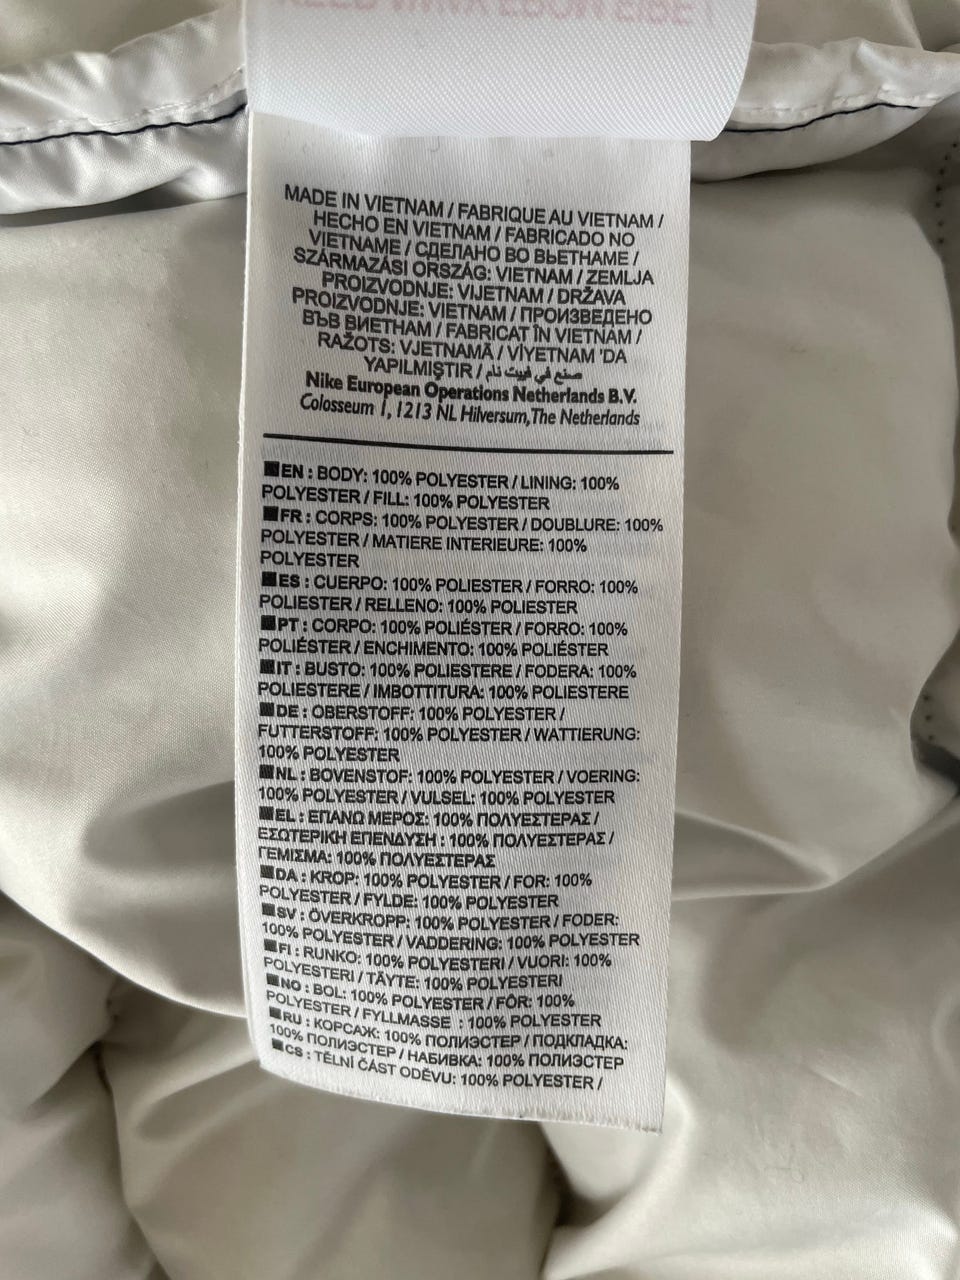 MADE IN VIETNAM / FABRIQUE AU VIETNAM /
HECHO EN VIETNAM / FABRICADO NO
VIETNAME / СДЕЛАНО ВО ВЬЕТНАМЕ /
SZÁRMAZÁSI ORSZÁG: VIETNAM / ZEMLJA
PROIZVODNJE: VIJETNAM / DRŽAVA
PROIZVODNJE: VIETNAM / ПРОИЗВЕДЕНО
ВЪВ ВИЕТНАМ / FABRICAT ÎN VIETNAM /
RAŽOTS: VJETNAMĀ / VİYETNAM 'DA
YAPILMIŞTIR / صنع في فييت نام
Nike European Operations Netherlands B.V.
Colosseum 1, 1213 NL Hilversum, The Netherlands
EN : BODY: 100% POLYESTER / LINING: 100%
POLYESTER / FILL: 100% POLYESTER
FR : CORPS: 100% POLYESTER / DOUBLURE: 100%
POLYESTER / MATIERE INTERIEURE: 100%
POLYESTER
ES : CUERPO: 100% POLIESTER / FORRO: 100%
POLIESTER / RELLENO: 100% POLIESTER
PT : CORPO: 100% POLIÉSTER / FORRO: 100%
POLIÉSTER / ENCHIMENTO: 100% POLIÉSTER
IT : BUSTO: 100% POLIESTERE / FODERA: 100%
POLIESTERE / IMBOTTITURA: 100% POLIESTERE
DE : OBERSTOFF: 100% POLYESTER /
FUTTERSTOFF: 100% POLYESTER / WATTIERUNG:
100% POLYESTER
NL : BOVENSTOF: 100% POLYESTER / VOERING:
100% POLYESTER / VULSEL: 100% POLYESTER
EL : ΕΠΑΝΩ ΜΕΡΟΣ: 100% ΠΟΛΥΕΣΤΕΡΑΣ /
ΕΣΩΤΕΡΙΚΗ ΕΠΕΝΔΥΣΗ : 100% ΠΟΛΥΕΣΤΕΡΑΣ /
ΓΕΜΙΣΜΑ: 100% ΠΟΛΥΕΣΤΕΡΑΣ
DA : KROP: 100% POLYESTER / FOR: 100%
POLYESTER / FYLDE: 100% POLYESTER
SV : ÖVERKROPP: 100% POLYESTER / FODER:
100% POLYESTER / VADDERING: 100% POLYESTER
FI : RUNKO: 100% POLYESTERI / VUORI: 100%
POLYESTERI / TÄYTE: 100% POLYESTERI
NO : BOL: 100% POLYESTER / FÔR: 100%
POLYESTER / FYLLMASSE : 100% POLYESTER
RU : КОРСАЖ: 100% ПОЛИЭСТЕР / ПОДКЛАДКА:
100% ПОЛИЭСТЕР / НАБИВКА: 100% ПОЛИЭСТЕР
CS : TĚLNÍ ČÁST ODĚVU: 100% POLYESTER /